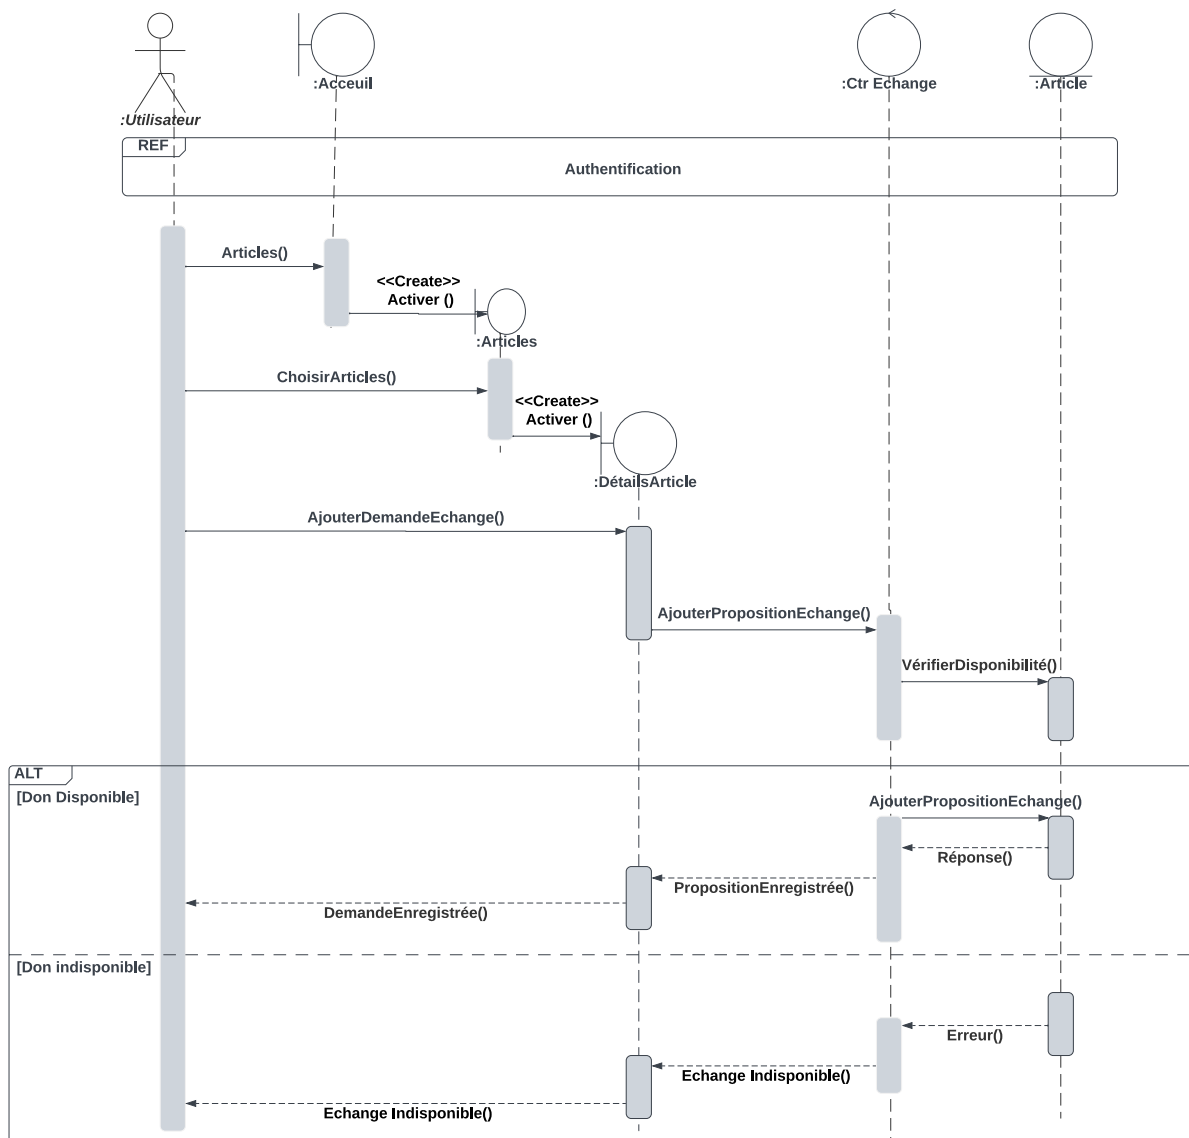 :Utilisateur
:Acceuil
:Ctr Echange
:Article
REF
Authentification
Articles()
<<Create>>
Activer ()
:Articles
ChoisirArticles()
<<Create>>
Activer ()
:DétailsArticle
AjouterDemandeEchange()
AjouterPropositionEchange()
VérifierDisponibilité()
ALT
[Don Disponible]
AjouterPropositionEchange()
Réponse()
PropositionEnregistrée()
DemandeEnregistrée()
[Don indisponible]
Erreur()
Echange Indisponible()
Echange Indisponible()